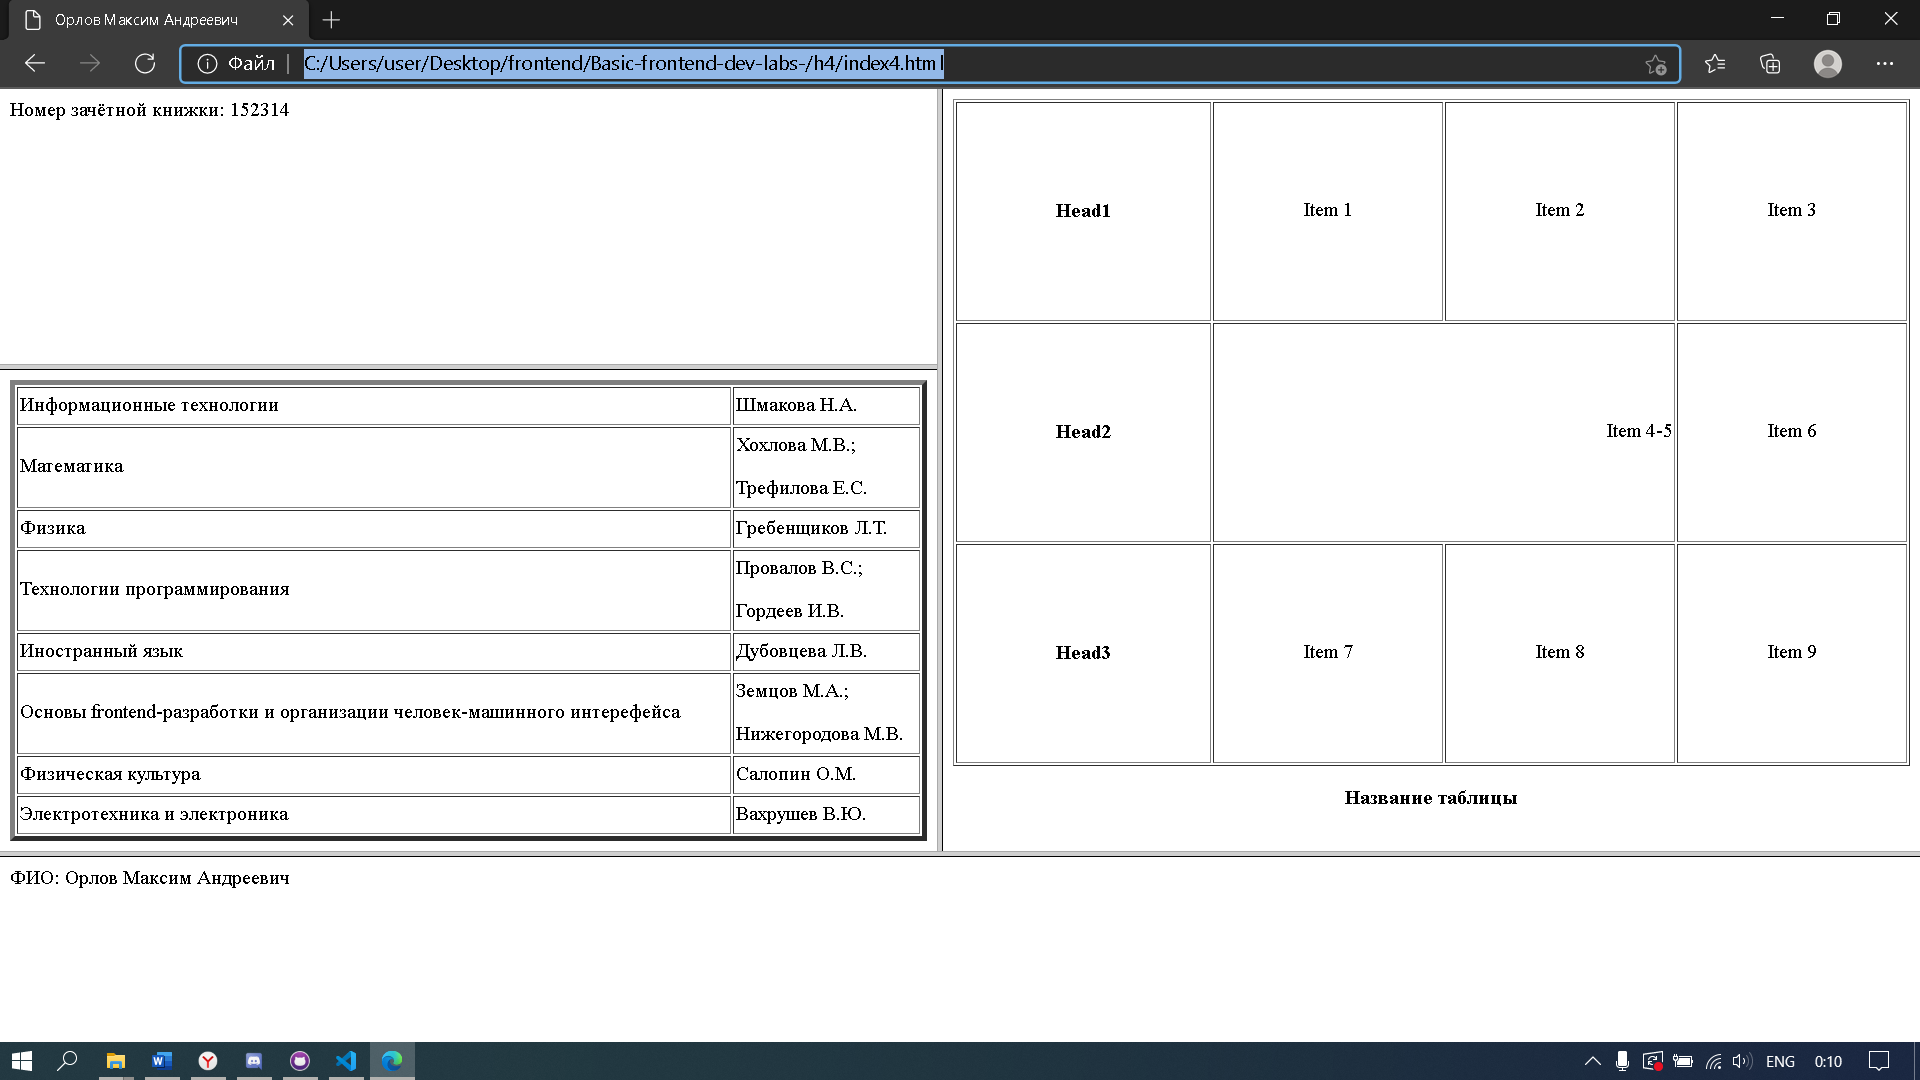 Орлов Максим Андреевич
Файл
C:/Users/user/Desktop/frontend/Basic-frontend-dev-labs-/h4/index4.html
Номер зачётной книжки: 152314
Информационные технологии Шмакова Н.А.
Математика Хохлова М.В.;
Трефилова Е.С.
Физика Гребенщиков Л.Т.
Технологии программирования Провалов В.С.;
Гордеев И.В.
Иностранный язык Дубовцева Л.В.
Основы frontend-разработки и организации человек-машинного интерефейса Земцов М.А.;
Нижегородова М.В.
Физическая культура Салопин О.М.
Электротехника и электроника Вахрушев В.Ю.
Head1 Item 1 Item 2 Item 3
Head2 Item 4-5 Item 6
Head3 Item 7 Item 8 Item 9
Название таблицы
ФИО: Орлов Максим Андреевич
ENG 0:10